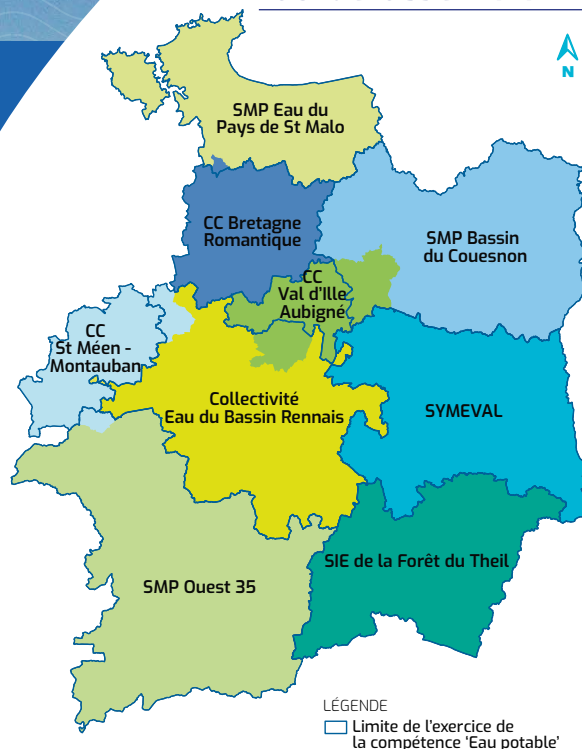 N
SMP Eau du
Pays de St Malo
CC Bretagne
Romantique
SMP Bassin
du Couesnon
CC
Val d'Ille
Aubigné
CC
St Méen -
Montauban
Collectivité
Eau du Bassin Rennais
SYMEVAL
SIE de la Forêt du Theil
SMP Ouest 35
LÉGENDE
Limite de l'exercice de
la compétence 'Eau potable'